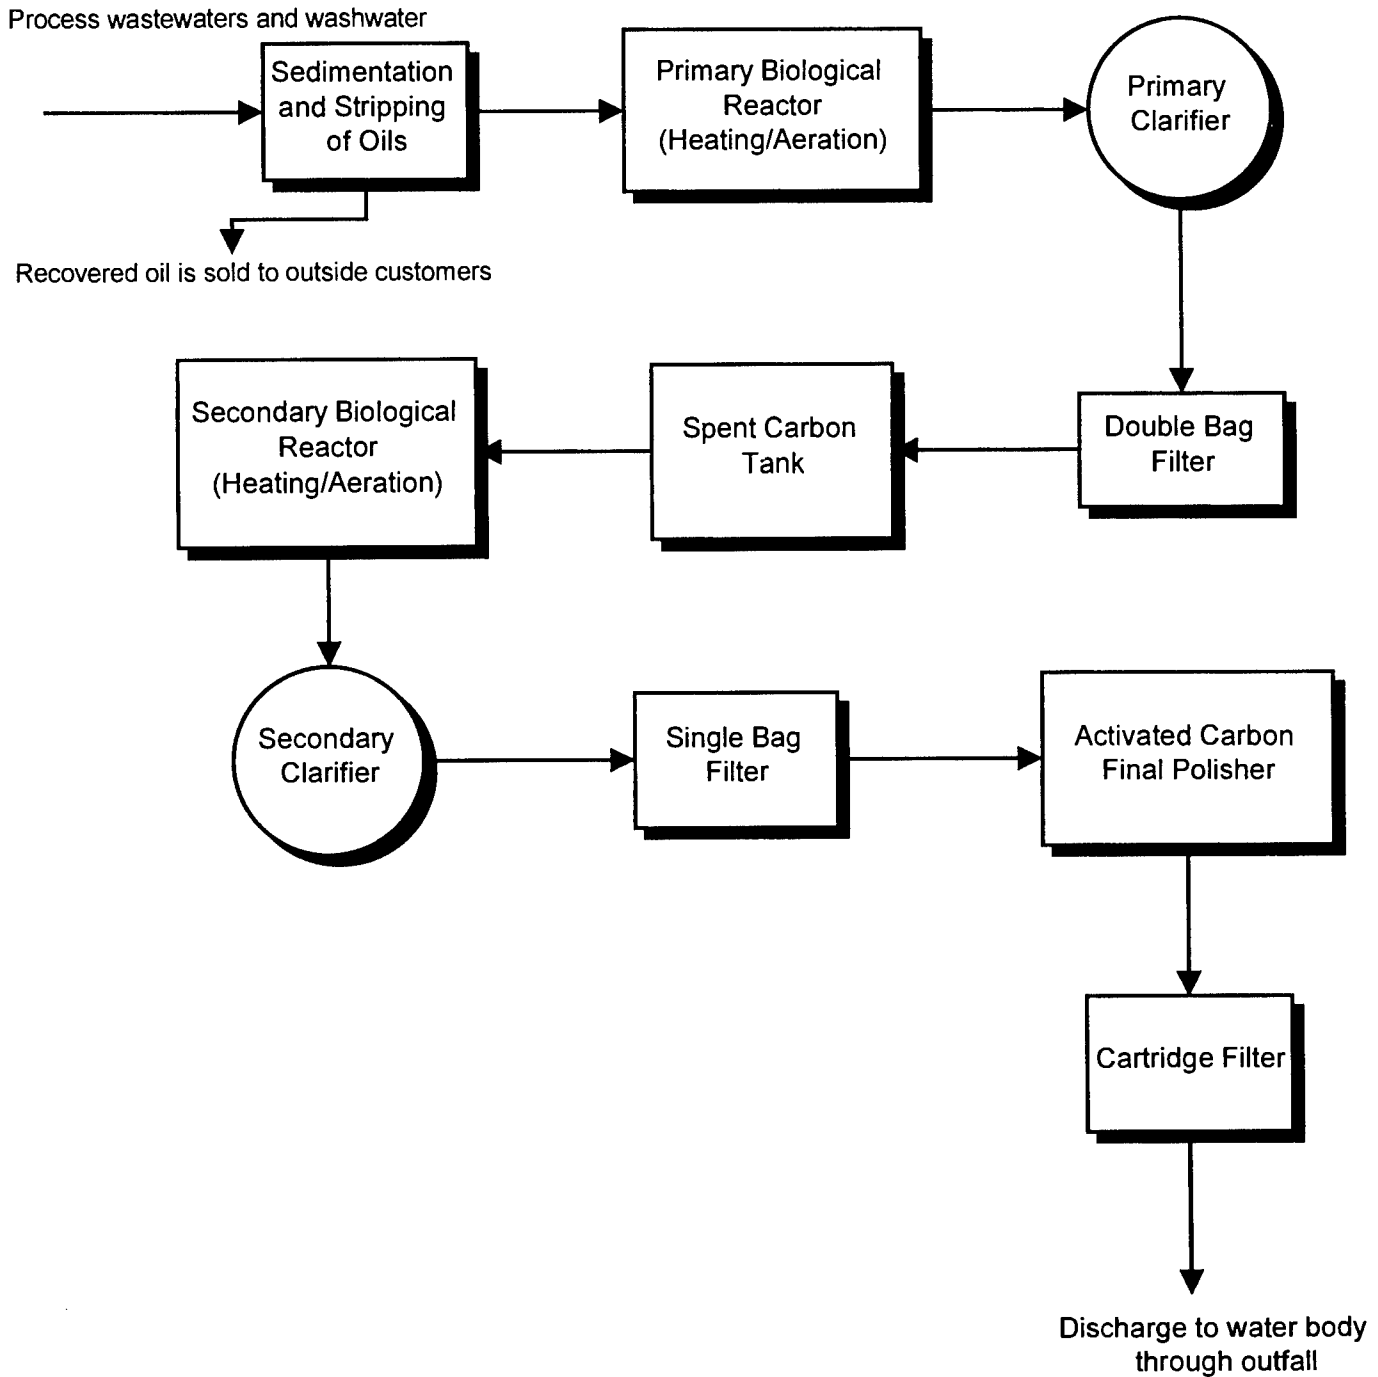 Process wastewaters and washwater
Sedimentation
and Stripping
of Oils
Primary Biological
Reactor
(Heating/Aeration)
Primary
Clarifier
Recovered oil is sold to outside customers
Secondary Biological
Reactor
(Heating/Aeration)
Spent Carbon
Tank
Double Bag
Filter
Secondary
Clarifier
Single Bag
Filter
Activated Carbon
Final Polisher
Cartridge Filter
Discharge to water body
through outfall